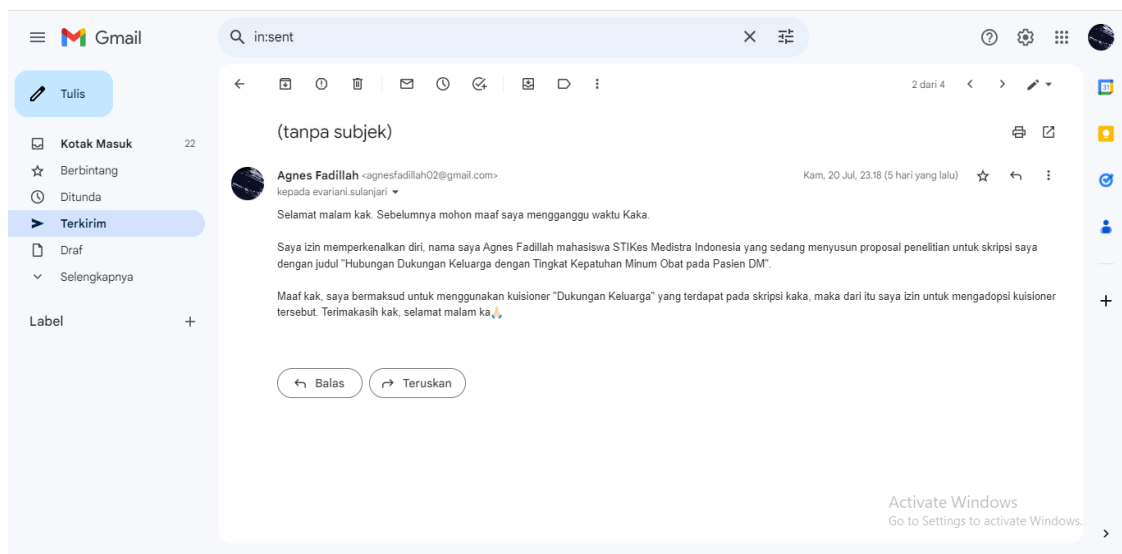 Gmail
in:sent
Tulis
2 dari 4
Kotak Masuk 22
Berbintang
Ditunda
Terkirim
Draf
Selengkapnya
Label
(tanpa subjek)
Agnes Fadillah <agnesfadillah02@gmail.com>
Kam, 20 Jul, 23.18 (5 hari yang lalu)
kepada evariani.sulanjari
Selamat malam kak. Sebelumnya mohon maaf saya mengganggu waktu Kaka.
Saya izin memperkenalkan diri, nama saya Agnes Fadillah mahasiswa STIKes Medistra Indonesia yang sedang menyusun proposal penelitian untuk skripsi saya
dengan judul "Hubungan Dukungan Keluarga dengan Tingkat Kepatuhan Minum Obat pada Pasien DM".
Maaf kak, saya bermaksud untuk menggunakan kuisioner "Dukungan Keluarga" yang terdapat pada skripsi kaka, maka dari itu saya izin untuk mengadopsi kuisioner
tersebut. Terimakasih kak, selamat malam ka🙏🏻
Balas
Teruskan
31
Activate Windows
Go to Settings to activate Windows.